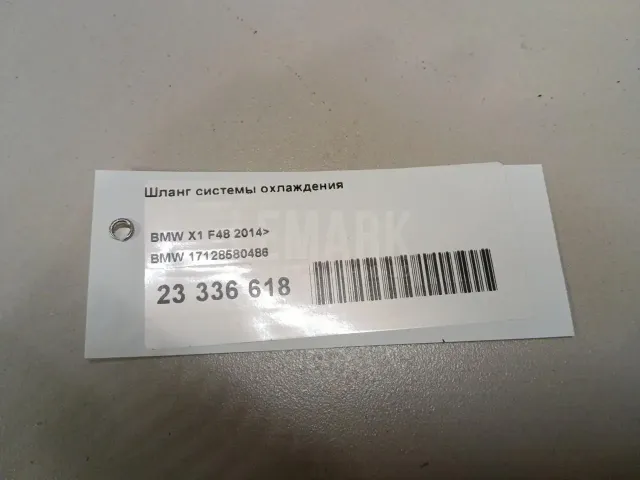 Шланг системы охлаждения
BMW X1 F48 2014>
BMW 17128580486
23 336 618